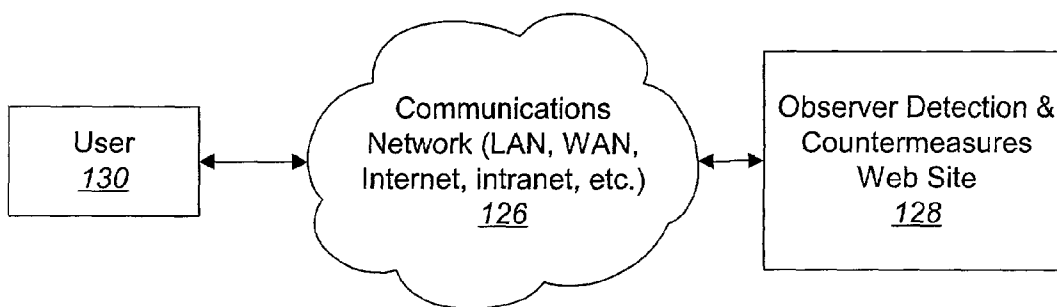 User
130
Communications
Network (LAN, WAN,
Internet, intranet, etc.)
126
Observer Detection &
Countermeasures
Web Site
128